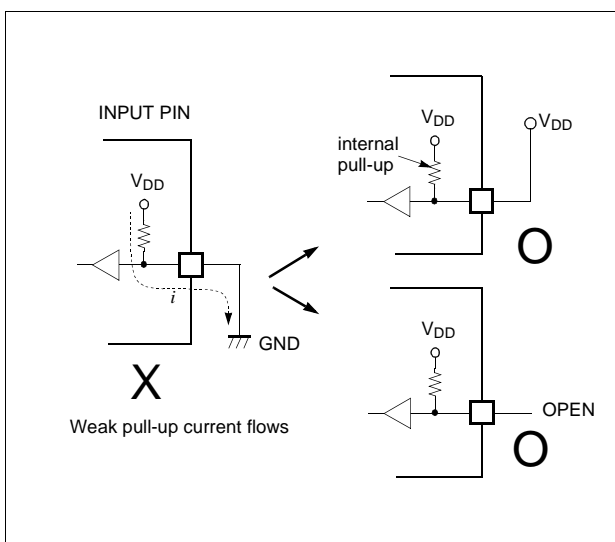 INPUT PIN
VDD
i
GND
X
Weak pull-up current flows
VDD
internal
pull-up
VDD
O
VDD
OPEN
O